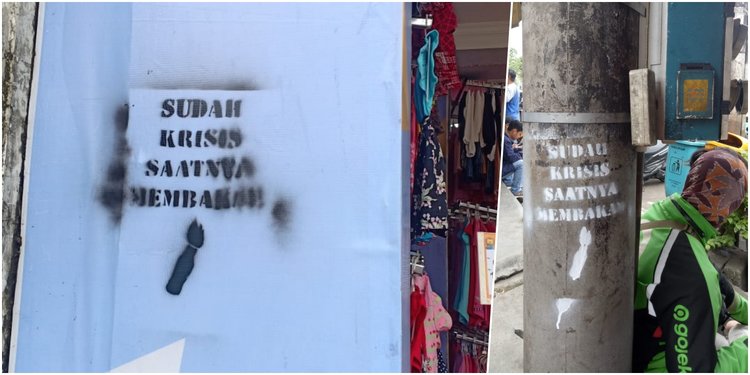 SUDAH
KRISIS
SAATNYA
MEMBAKAR
SUDAH
KRISIS
SAATNYA
MEMBAKAR
gojek